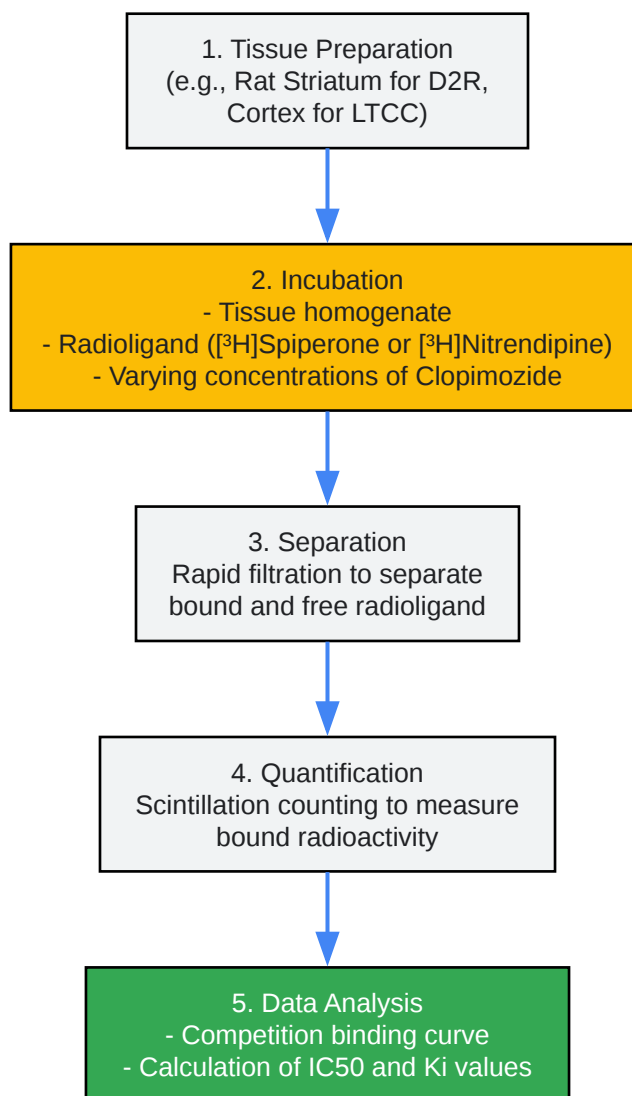 1. Tissue Preparation
(e.g., Rat Striatum for D2R,
Cortex for LTCC)
2. Incubation
- Tissue homogenate
- Radioligand ([³H]Spiperone or [³H]Nitrendipine)
- Varying concentrations of Clopimozide
3. Separation
Rapid filtration to separate
bound and free radioligand
4. Quantification
Scintillation counting to measure
bound radioactivity
5. Data Analysis
- Competition binding curve
- Calculation of IC50 and Ki values